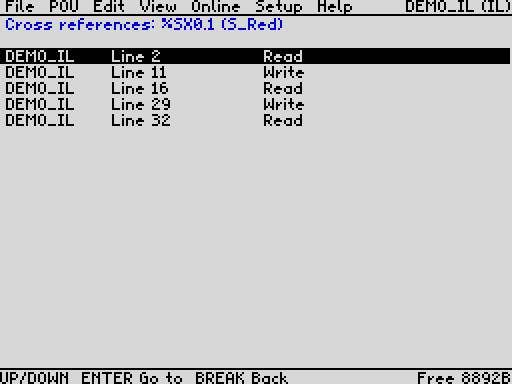 File POU Edit View Online Setup Help DEMO_IL (IL)
Cross references: %SX0.1 (S_Red)
DEMO_IL Line 2 Read
DEMO_IL Line 11 Write
DEMO_IL Line 16 Read
DEMO_IL Line 29 Write
DEMO_IL Line 32 Read
UP/DOWN ENTER Go to BREAK Back Free 8892B